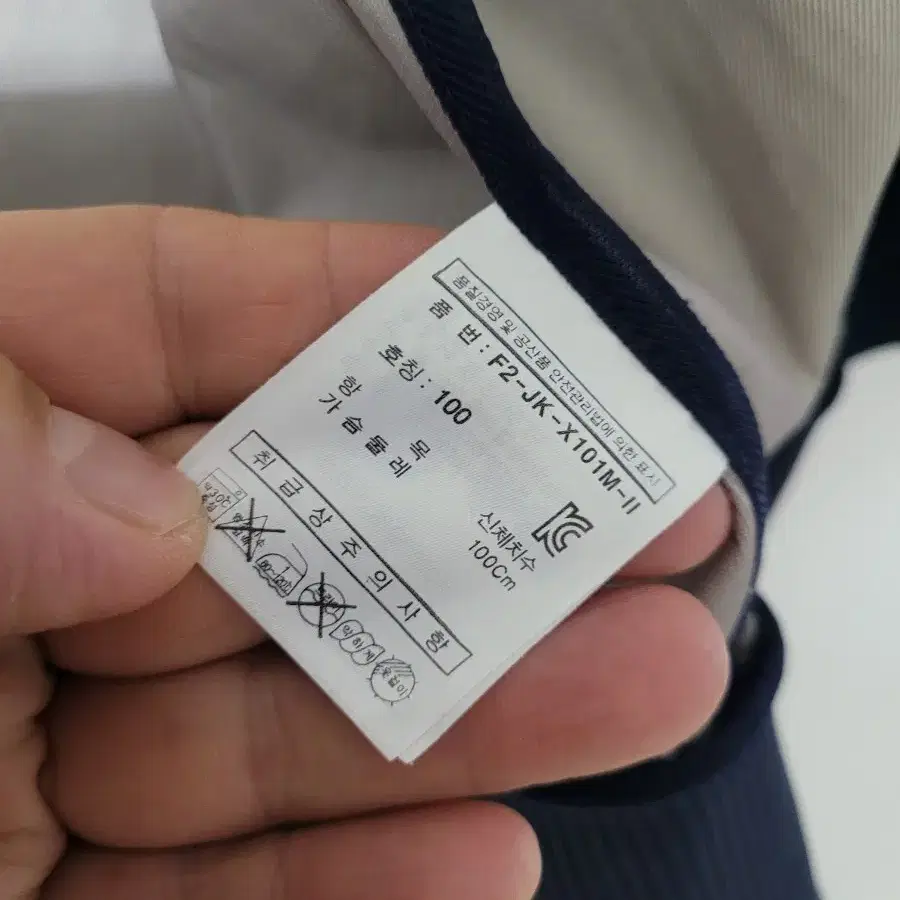 품질경영 및 공산품 안전관리법에 의한 표시
품 번 : F2-JK-X101M-II
호칭 : 100
항 목
신체치수
가 슴 둘 레
100Cm
취 급 상 주 의 사 항